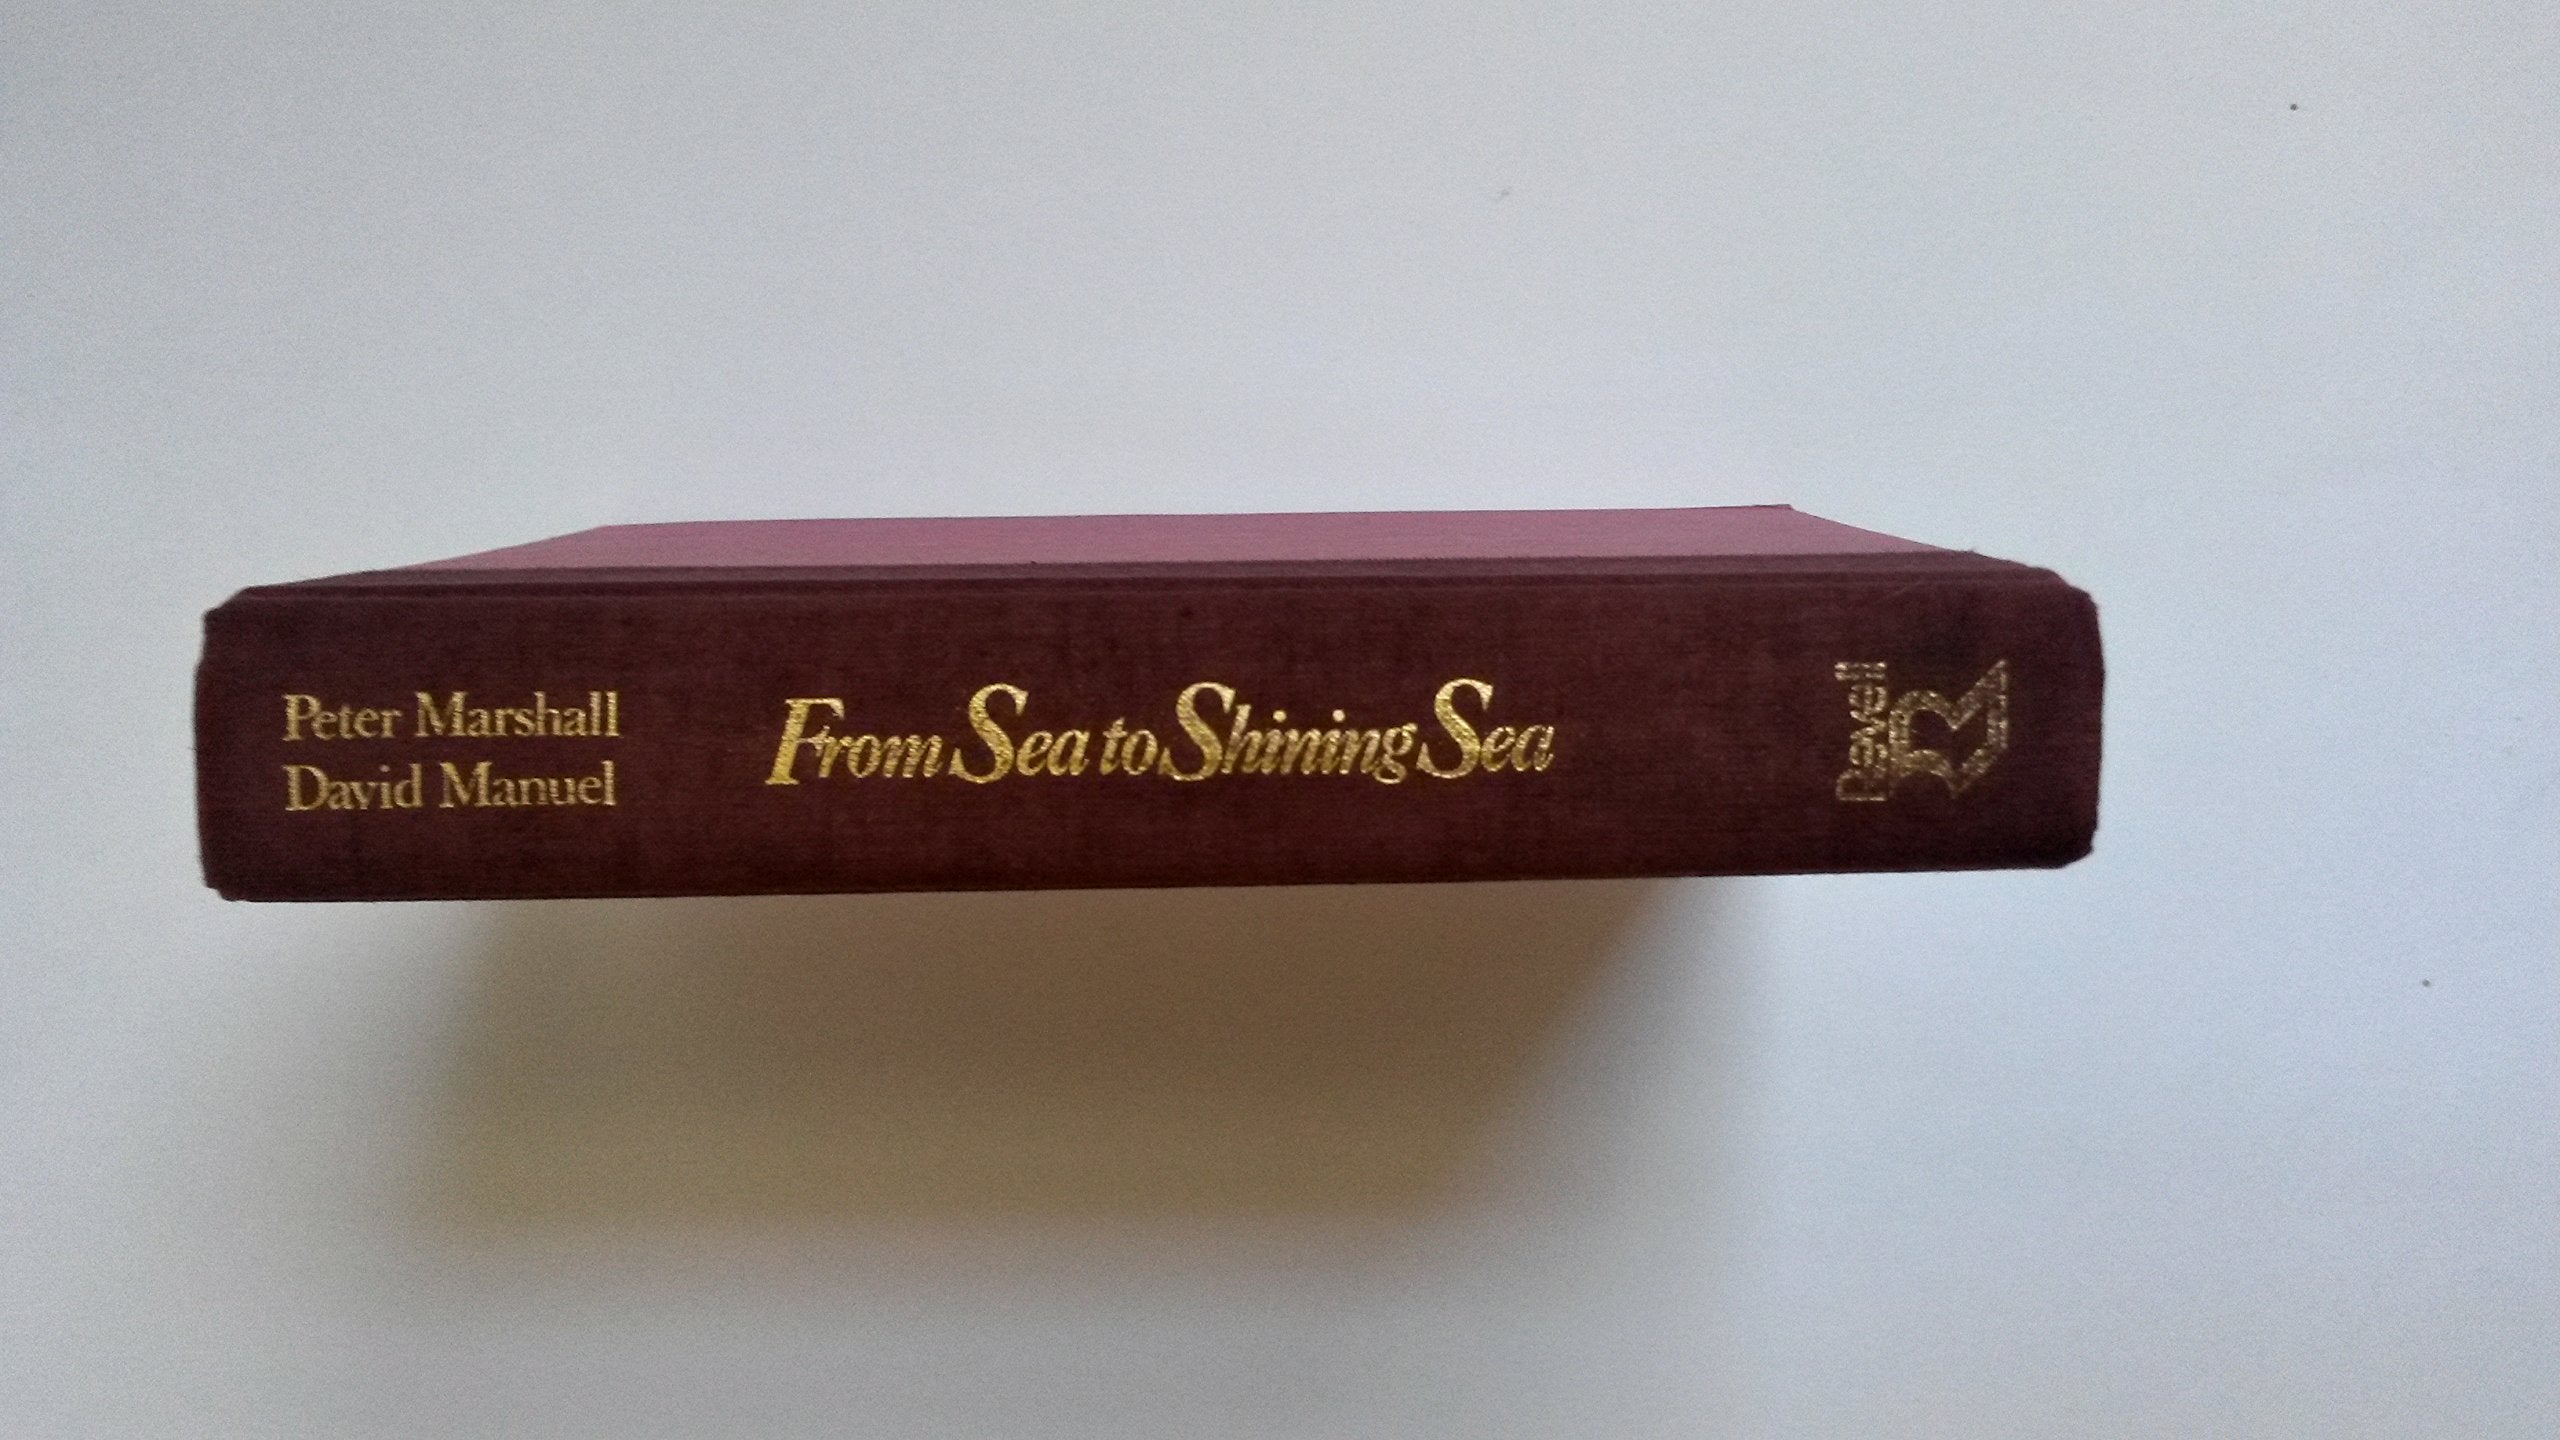 Peter Marshall
David Manuel
From Sea to Shining Sea
Revell